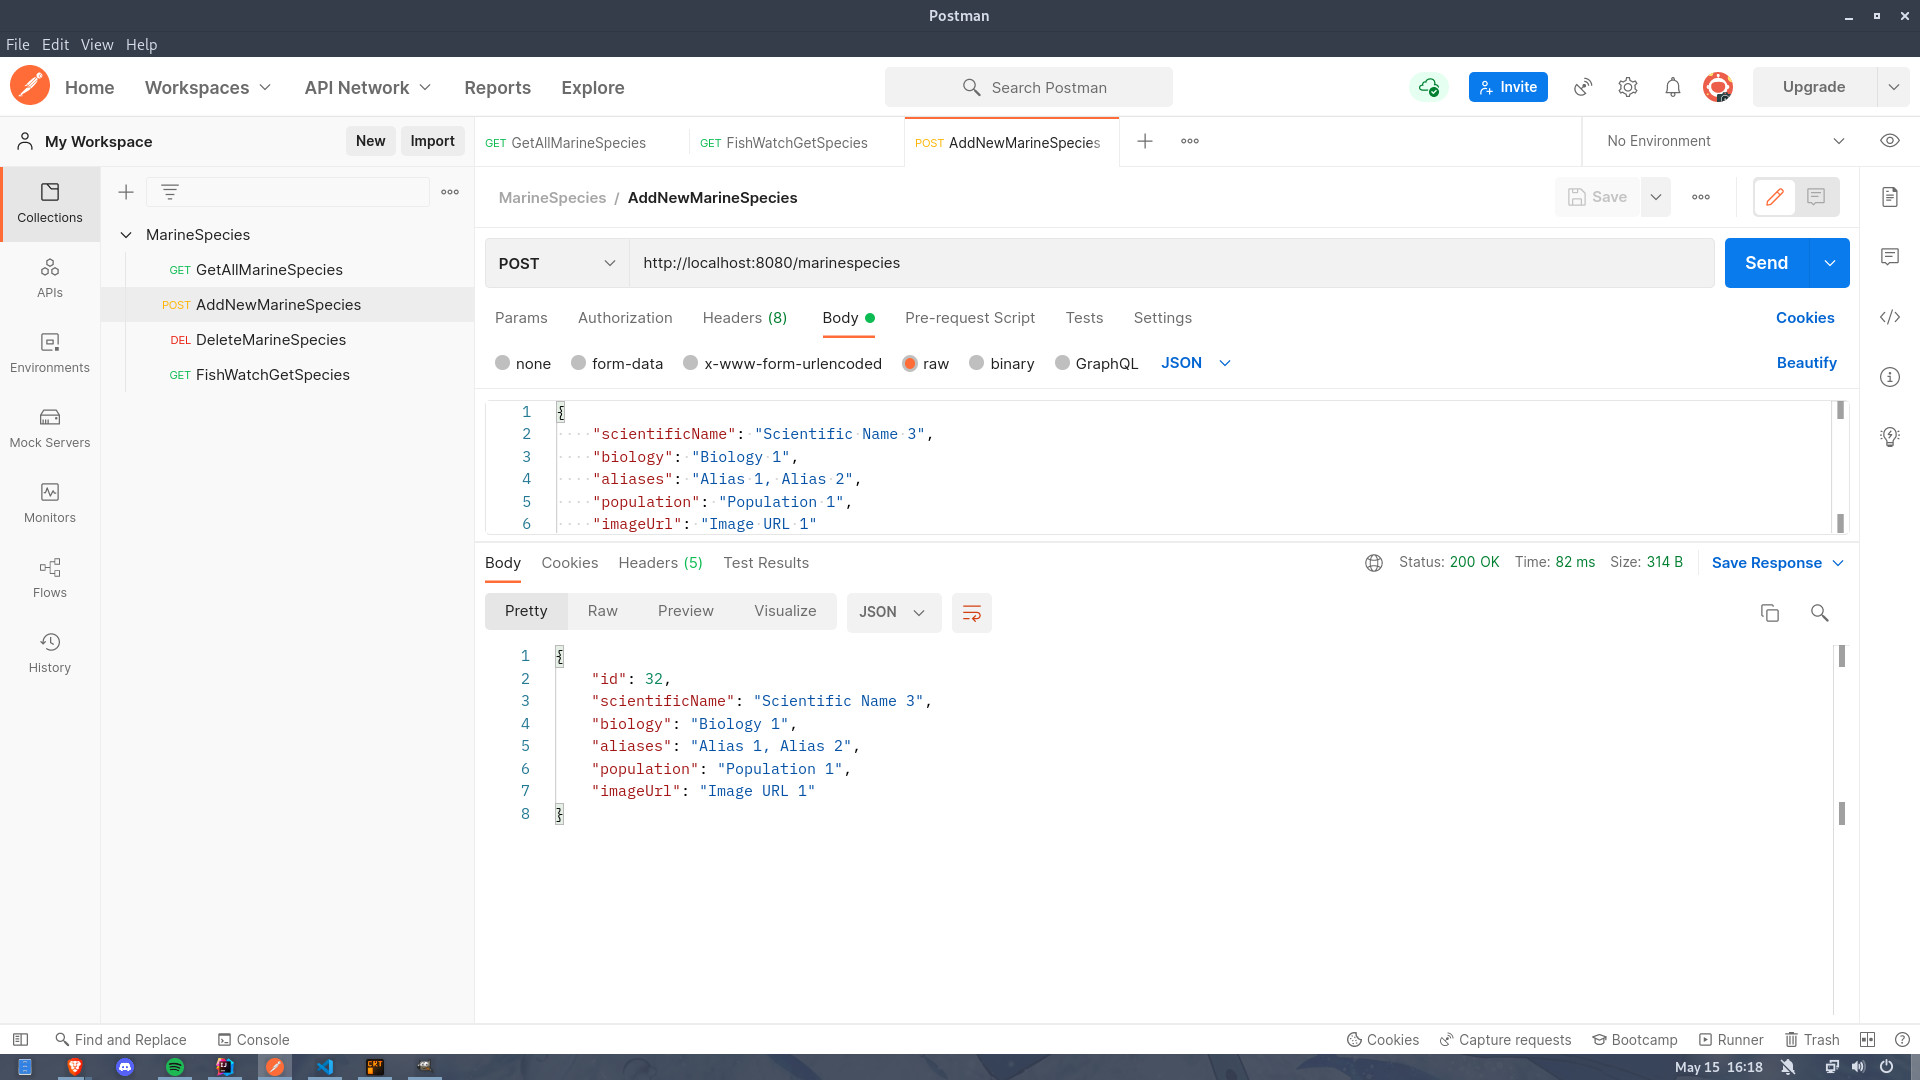 Postman
File Edit View Help
Home Workspaces API Network Reports Explore Search Postman Invite Upgrade
My Workspace New Import GET GetAllMarineSpecies GET FishWatchGetSpecies POST AddNewMarineSpecies No Environment
Collections
APIs
Environments
Mock Servers
Monitors
Flows
History
MarineSpecies
GET GetAllMarineSpecies
POST AddNewMarineSpecies
DEL DeleteMarineSpecies
GET FishWatchGetSpecies
MarineSpecies / AddNewMarineSpecies Save
POST http://localhost:8080/marinespecies Send
Params Authorization Headers (8) Body Pre-request Script Tests Settings Cookies
none form-data x-www-form-urlencoded raw binary GraphQL JSON Beautify
1 {
2 "scientificName": "Scientific Name 3",
3 "biology": "Biology 1",
4 "aliases": "Alias 1, Alias 2",
5 "population": "Population 1",
6 "imageUrl": "Image URL 1"
Body Cookies Headers (5) Test Results Status: 200 OK Time: 82 ms Size: 314 B Save Response
Pretty Raw Preview Visualize JSON
1 {
2 "id": 32,
3 "scientificName": "Scientific Name 3",
4 "biology": "Biology 1",
5 "aliases": "Alias 1, Alias 2",
6 "population": "Population 1",
7 "imageUrl": "Image URL 1"
8 }
Find and Replace Console Cookies Capture requests Bootcamp Runner Trash
May 15 16:18